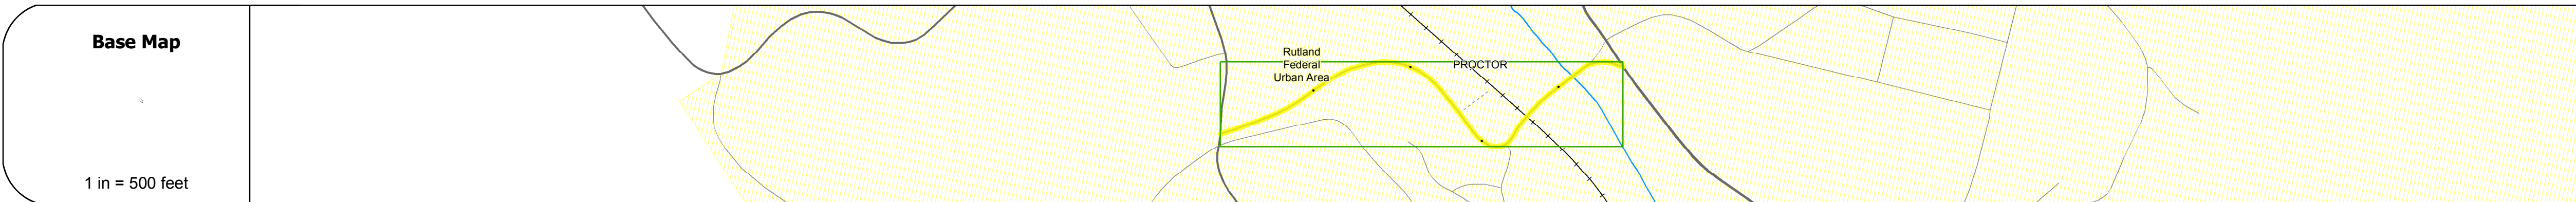 Base Map
1 in = 500 feet
Rutland
Federal
Urban Area
PROCTOR